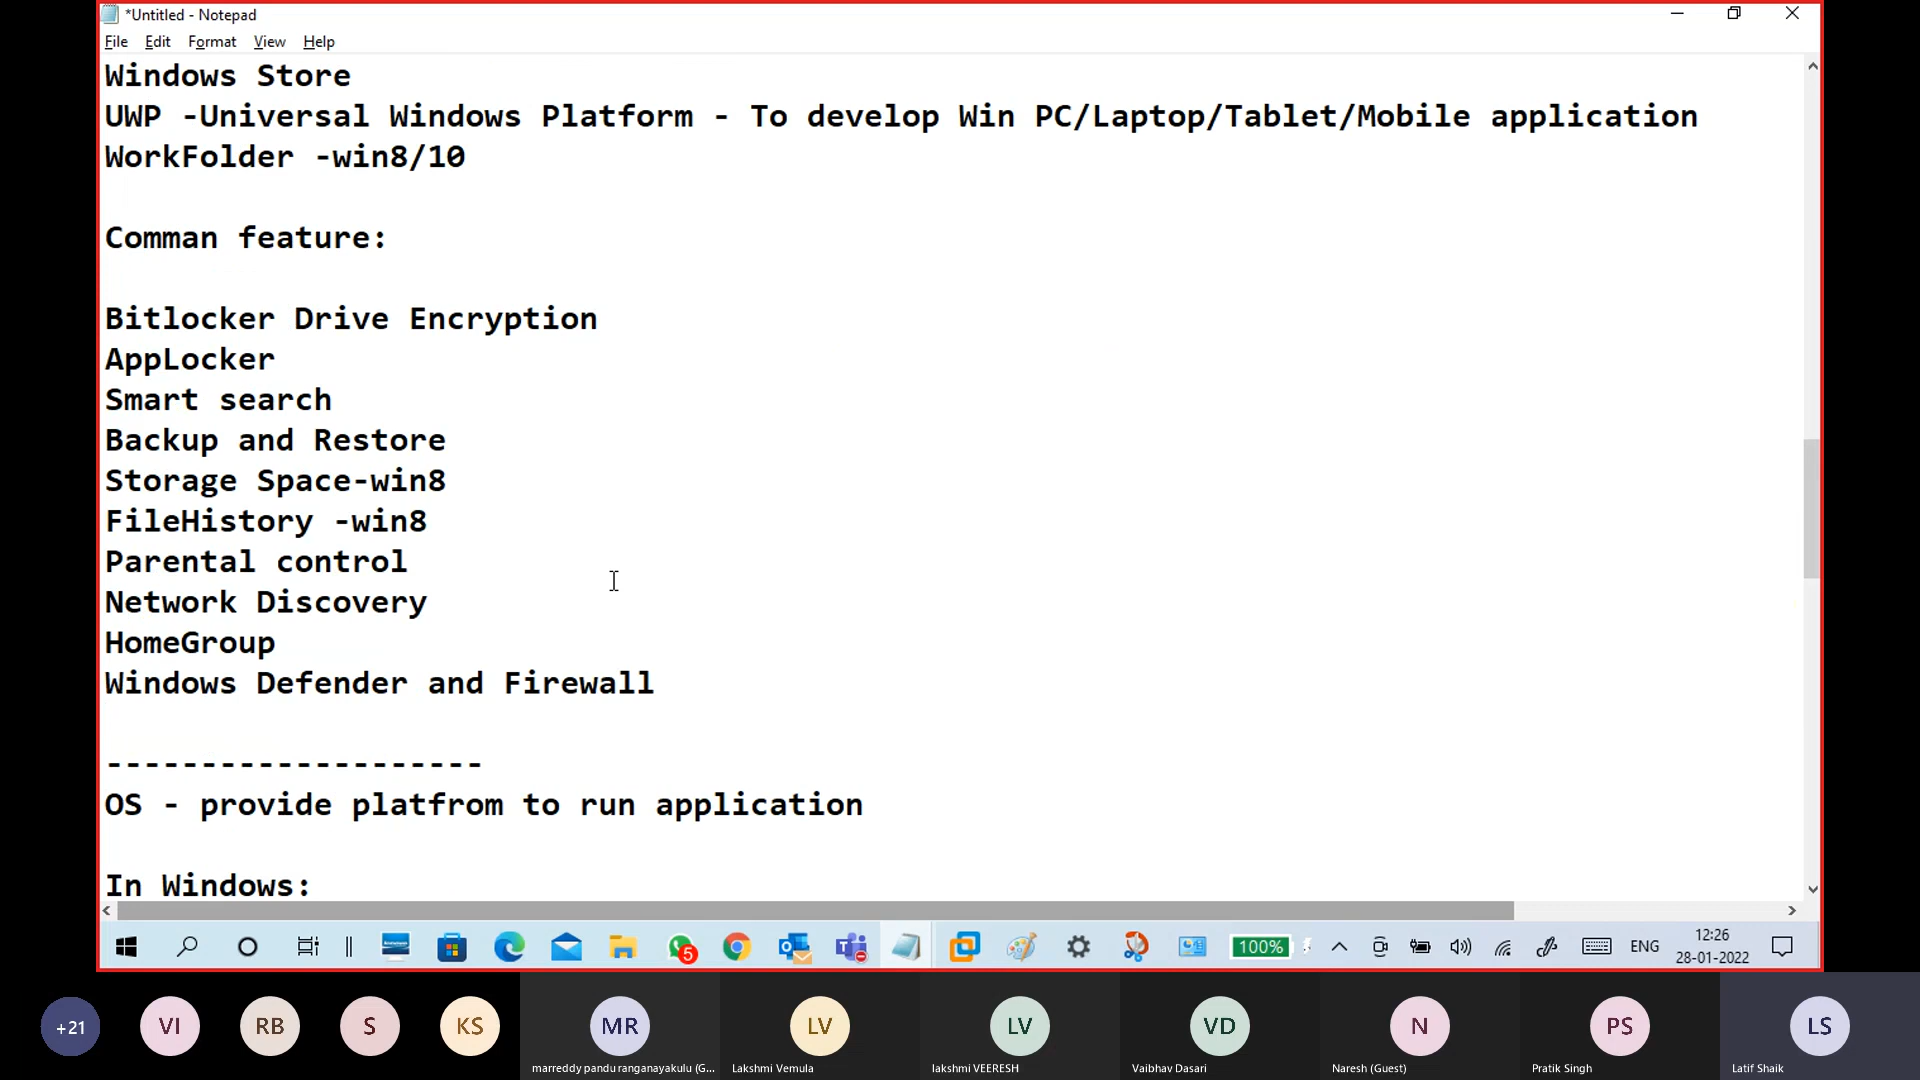 *Untitled - Notepad
File Edit Format View Help
Windows Store
UWP -Universal Windows Platform - To develop Win PC/Laptop/Tablet/Mobile application
WorkFolder -win8/10
Comman feature:
Bitlocker Drive Encryption
AppLocker
Smart search
Backup and Restore
Storage Space-win8
FileHistory -win8
Parental control
Network Discovery
HomeGroup
Windows Defender and Firewall
--------------------
OS - provide platfrom to run application
In Windows:
5 100% ENG 12:26
28-01-2022
+21 VI RB S KS MR LV LV VD N PS LS
marreddy pandu ranganayakulu (G... Lakshmi Vemula lakshmi VEERESH Vaibhav Dasari Naresh (Guest) Pratik Singh Latif Shaik